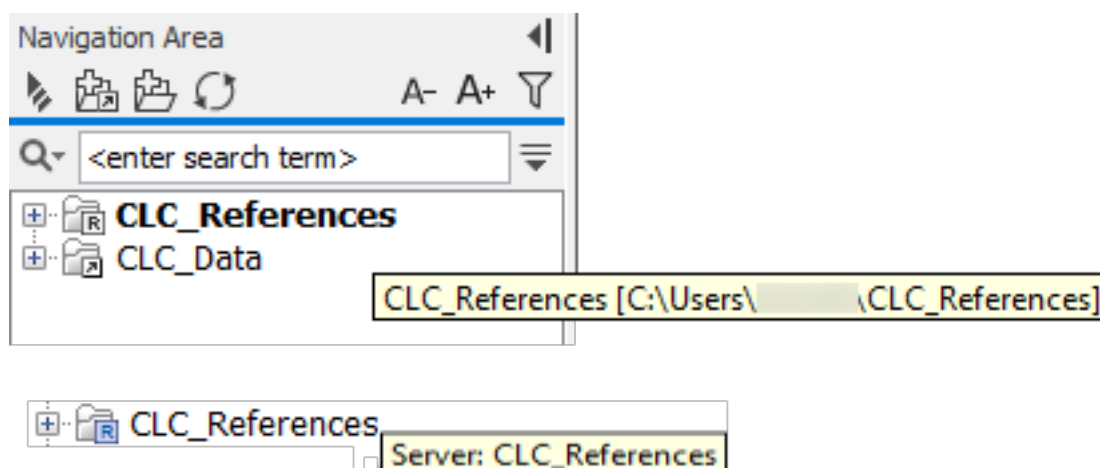 Navigation Area
A- A+
<enter search term>
R CLC_References
CLC_Data
CLC_References [C:\Users\ \CLC_References]
R CLC_References
Server: CLC_References